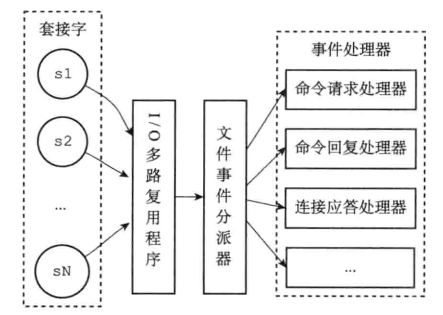 套接字
s1
s2
...
sN
I/O多路复用程序
文件事件分派器
事件处理器
命令请求处理器
命令回复处理器
连接应答处理器
...